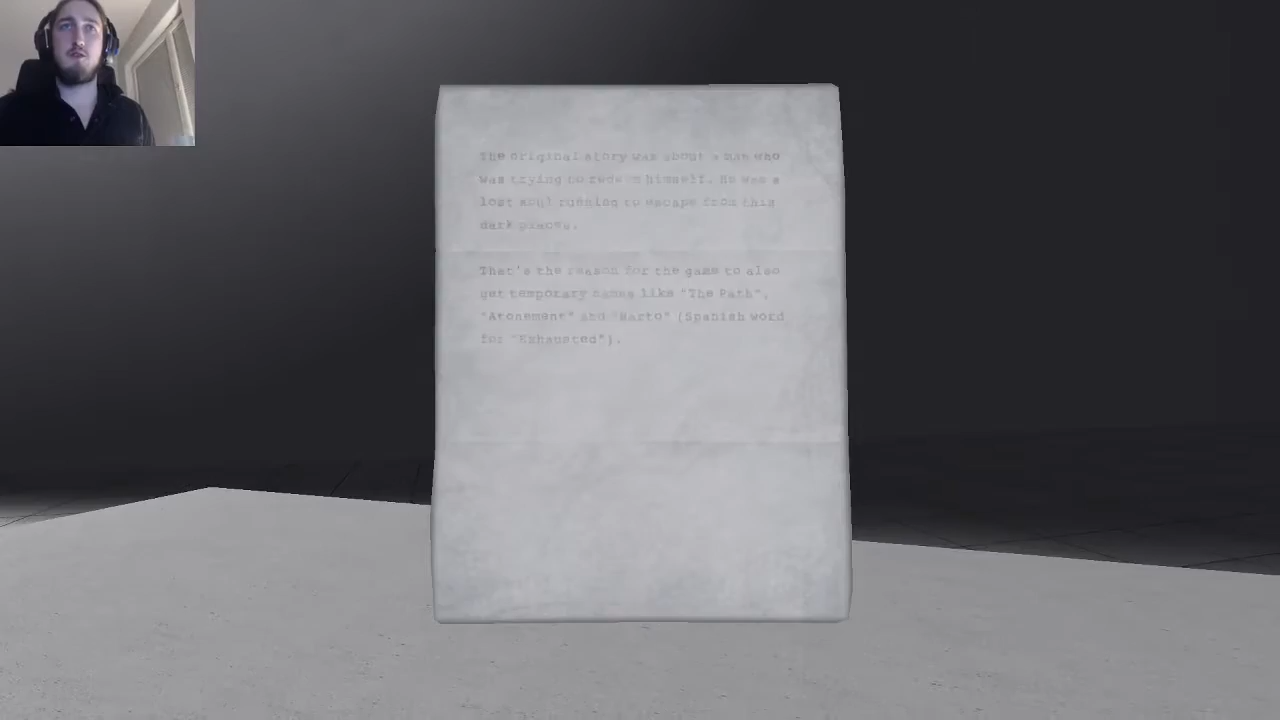 The original story was about a man who
was trying to redeem himself. He was a
lost soul running to escape from this
dark places.
That's the reason for the game to also
get temporary names like "The Path",
"Atonement" and "Harto" (Spanish word
for "Exhausted").